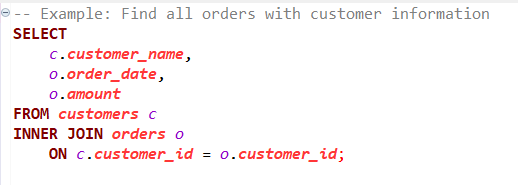 -- Example: Find all orders with customer information
SELECT
    c.customer_name,
    o.order_date,
    o.amount
FROM customers c
INNER JOIN orders o
    ON c.customer_id = o.customer_id;